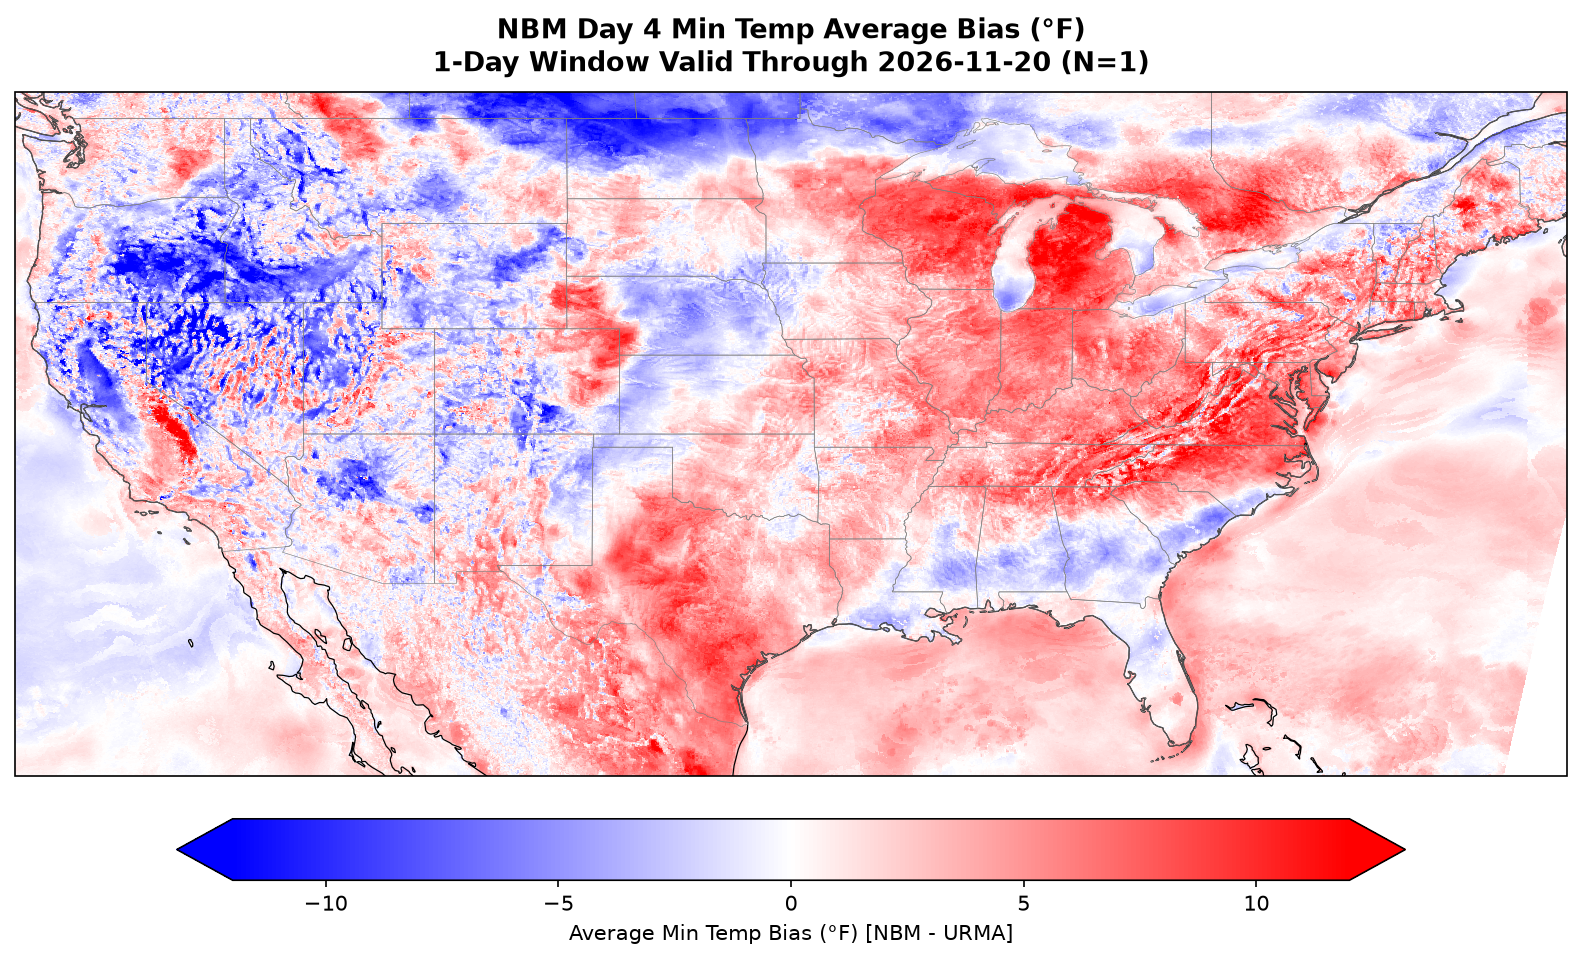 NBM Day 4 Min Temp Average Bias (°F)
1-Day Window Valid Through 2026-11-20 (N=1)
−10 −5 0 5 10
Average Min Temp Bias (°F) [NBM - URMA]